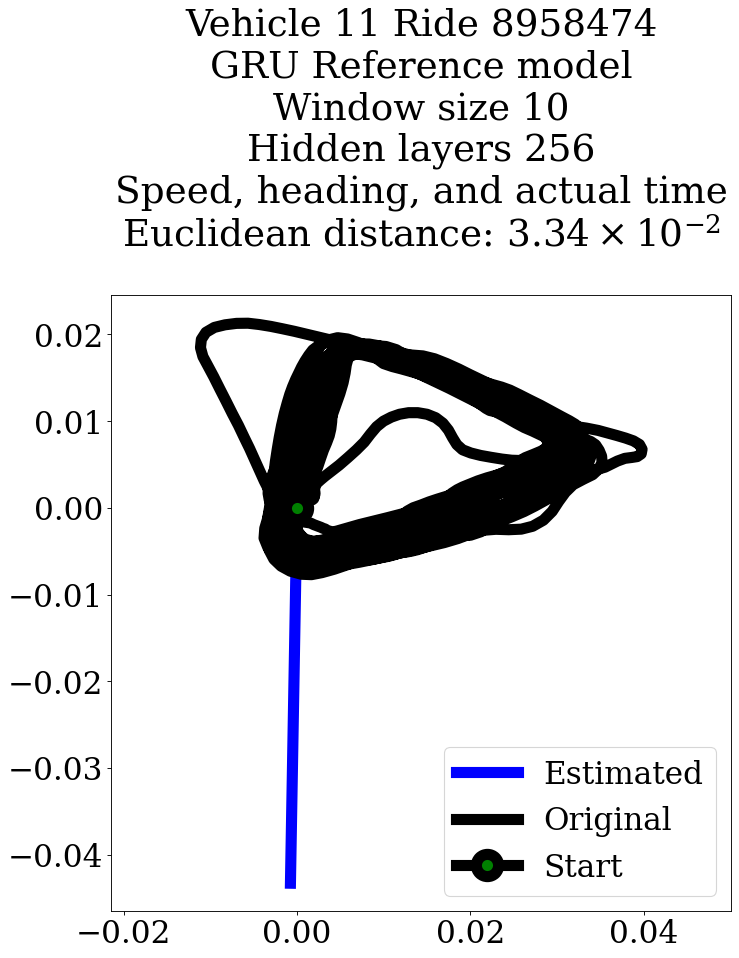 Vehicle 11 Ride 8958474
GRU Reference model
Window size 10
Hidden layers 256
Speed, heading, and actual time
Euclidean distance: 3.34 × 10⁻²
0.02
0.01
0.00
−0.01
−0.02
−0.03
−0.04
Estimated
Original
Start
−0.02 0.00 0.02 0.04